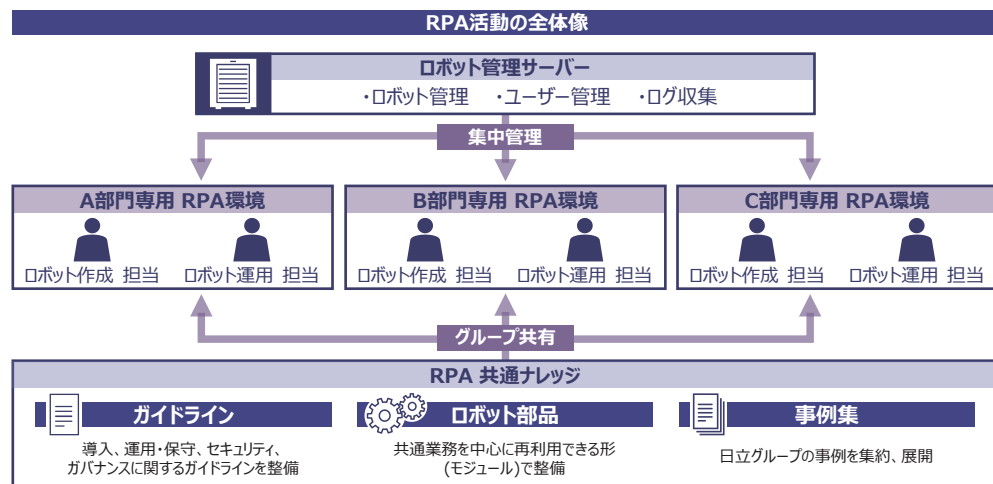 RPA活動の全体像
ロボット管理サーバー
・ロボット管理 ・ユーザー管理 ・ログ収集
集中管理
A部門専用 RPA環境
ロボット作成 担当 ロボット運用 担当
B部門専用 RPA環境
ロボット作成 担当 ロボット運用 担当
C部門専用 RPA環境
ロボット作成 担当 ロボット運用 担当
グループ共有
RPA 共通ナレッジ
ガイドライン
導入、運用・保守、セキュリティ、
ガバナンスに関するガイドラインを整備
ロボット部品
共通業務を中心に再利用できる形
(モジュール)で整備
事例集
日立グループの事例を集約、展開